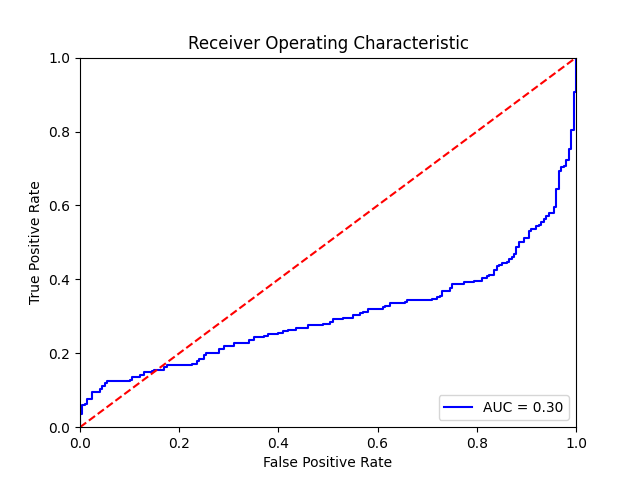 Receiver Operating Characteristic
True Positive Rate
1.0
0.8
0.6
0.4
0.2
0.0
AUC = 0.30
0.0 0.2 0.4 0.6 0.8 1.0
False Positive Rate